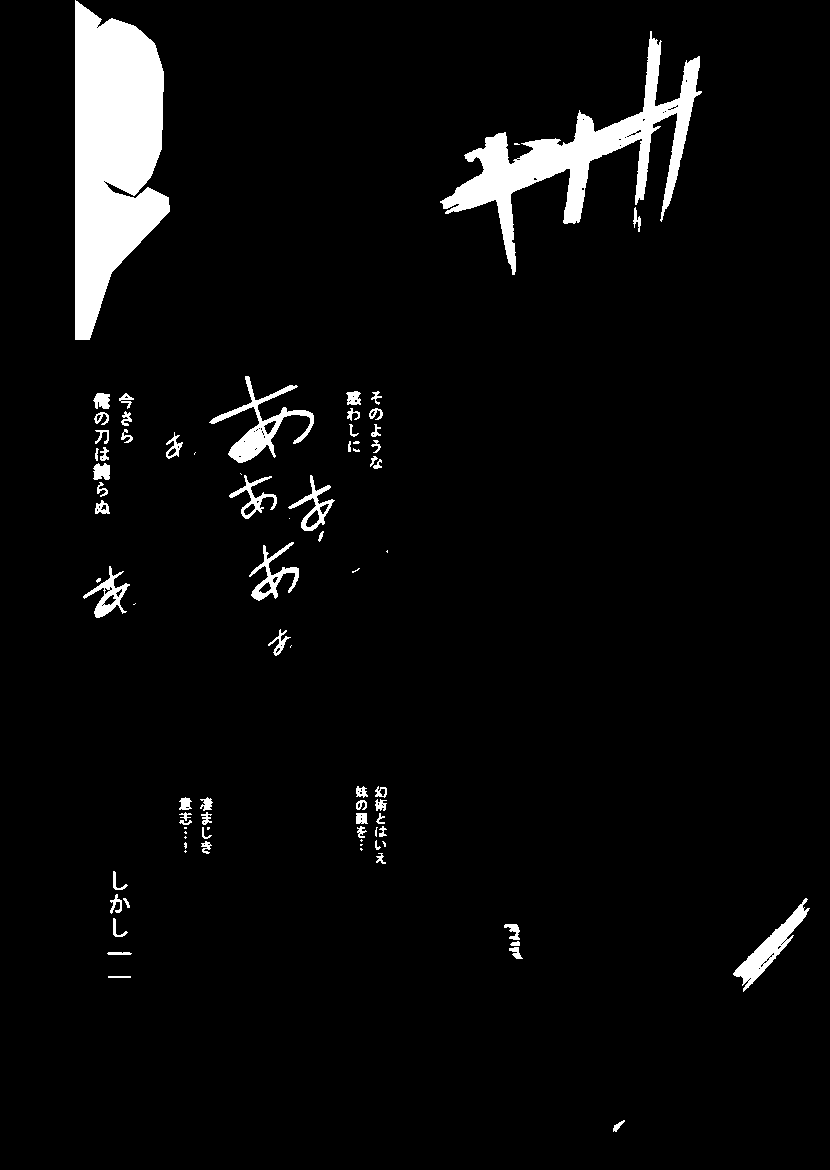 そのような
惑わしに
あ
あ
ぁ
あ
ぁ
あ
今さら
俺の刀は鈍らぬ
あ
幻術とはいえ
妹の顔を…
凄まじき
意志…!
しかし――